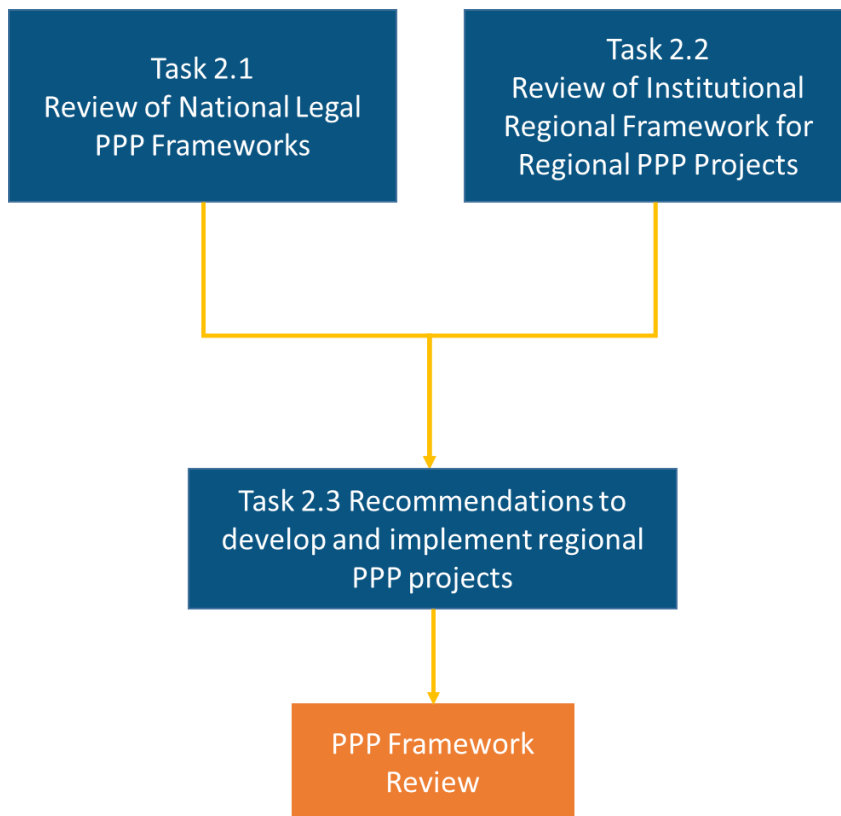 Task 2.1
Review of National Legal
PPP Frameworks
Task 2.2
Review of Institutional
Regional Framework for
Regional PPP Projects
Task 2.3 Recommendations to
develop and implement regional
PPP projects
PPP Framework
Review